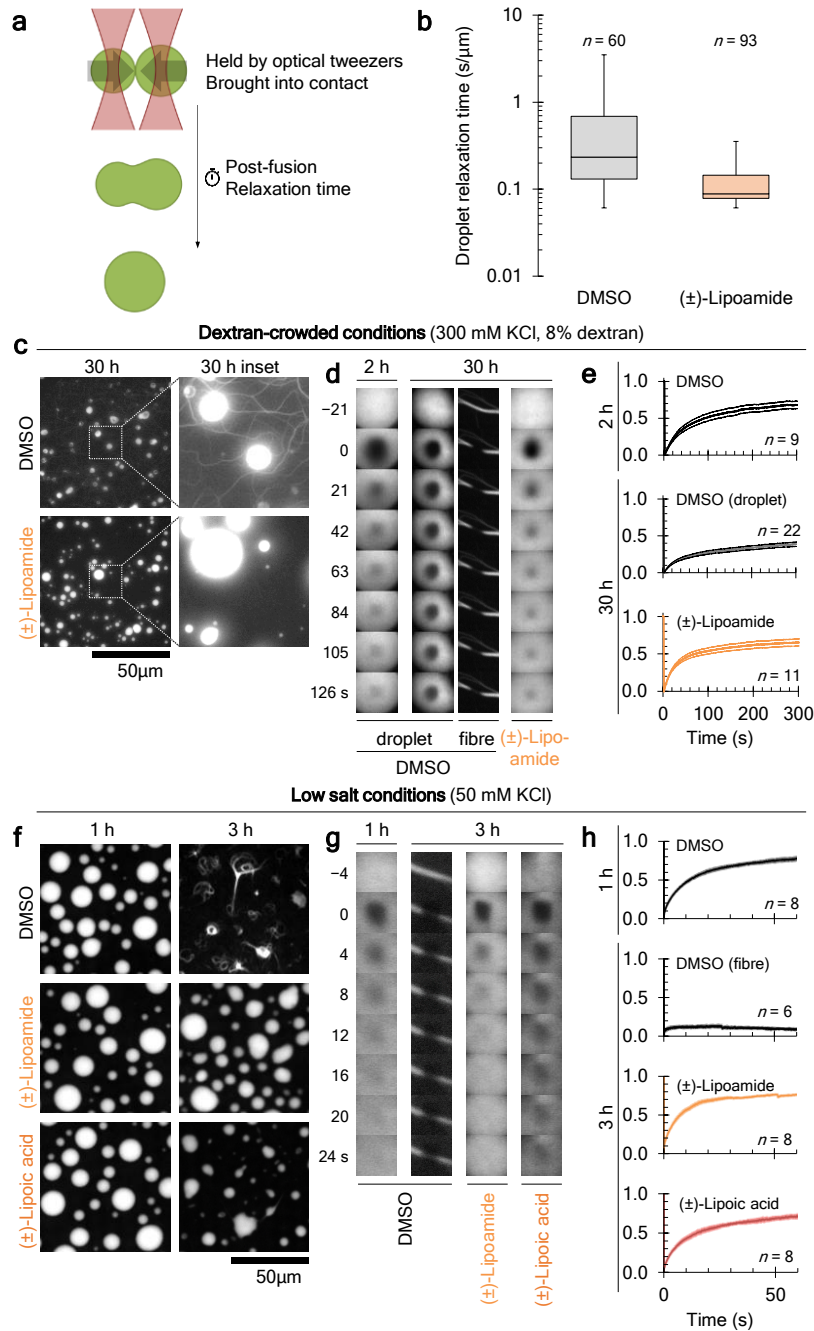 a
Held by optical tweezers
Brought into contact
Post-fusion
Relaxation time
b
Droplet relaxation time (s/µm)
10
1
0.1
0.01
n = 60
n = 93
DMSO
(±)-Lipoamide
Dextran-crowded conditions (300 mM KCl, 8% dextran)
c
30 h
30 h inset
DMSO
(±)-Lipoamide
50µm
d
2 h
30 h
−21
0
21
42
63
84
105
126 s
droplet
fibre
(±)-Lipo-
amide
DMSO
e
2 h
1.0
0.5
0.0
DMSO
n = 9
30 h
1.0
0.5
0.0
DMSO (droplet)
n = 22
1.0
0.5
0.0
(±)-Lipoamide
n = 11
0
100
200
300
Time (s)
Low salt conditions (50 mM KCl)
f
1 h
3 h
DMSO
(±)-Lipoamide
(±)-Lipoic acid
50µm
g
1 h
3 h
−4
0
4
8
12
16
20
24 s
DMSO
(±)-Lipoamide
(±)-Lipoic acid
h
1 h
1.0
0.5
0.0
DMSO
n = 8
3 h
1.0
0.5
0.0
DMSO (fibre)
n = 6
1.0
0.5
0.0
(±)-Lipoamide
n = 8
1.0
0.5
0.0
(±)-Lipoic acid
n = 8
0
50
Time (s)